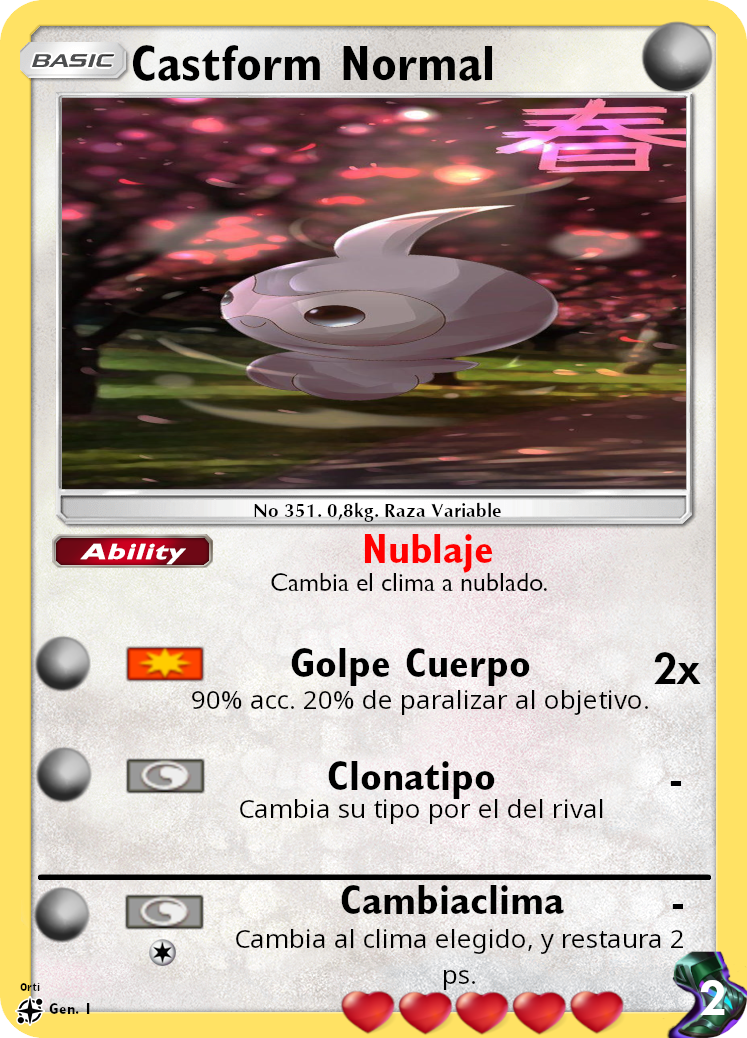 BASIC Castform Normal
春
No 351. 0,8kg. Raza Variable
Ability Nublaje
Cambia el clima a nublado.
Golpe Cuerpo 2x
90% acc. 20% de paralizar al objetivo.
Clonatipo -
Cambia su tipo por el del rival
Cambiaclima -
Cambia al clima elegido, y restaura 2
ps.
Orti
Gen. I
2